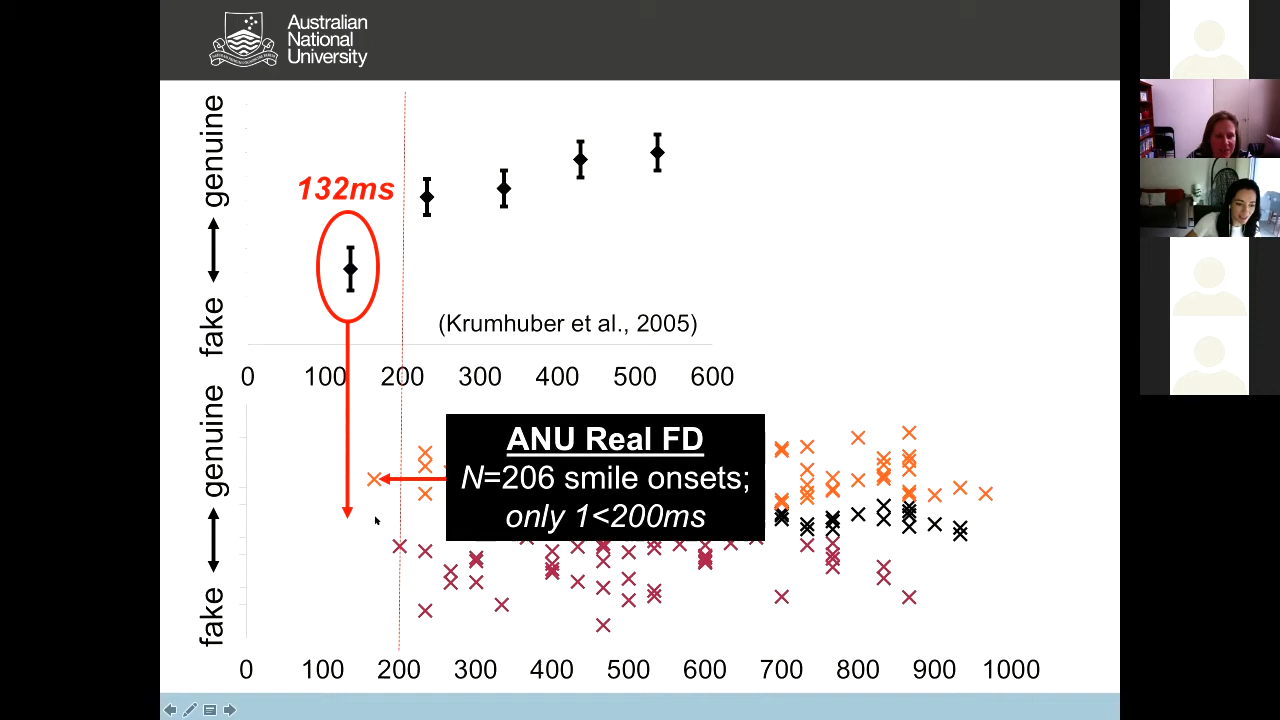 Australian
National
University
fake ↔ genuine
132ms
(Krumhuber et al., 2005)
0 100 200 300 400 500 600
fake ↔ genuine
ANU Real FD
N=206 smile onsets;
only 1<200ms
0 100 200 300 400 500 600 700 800 900 1000